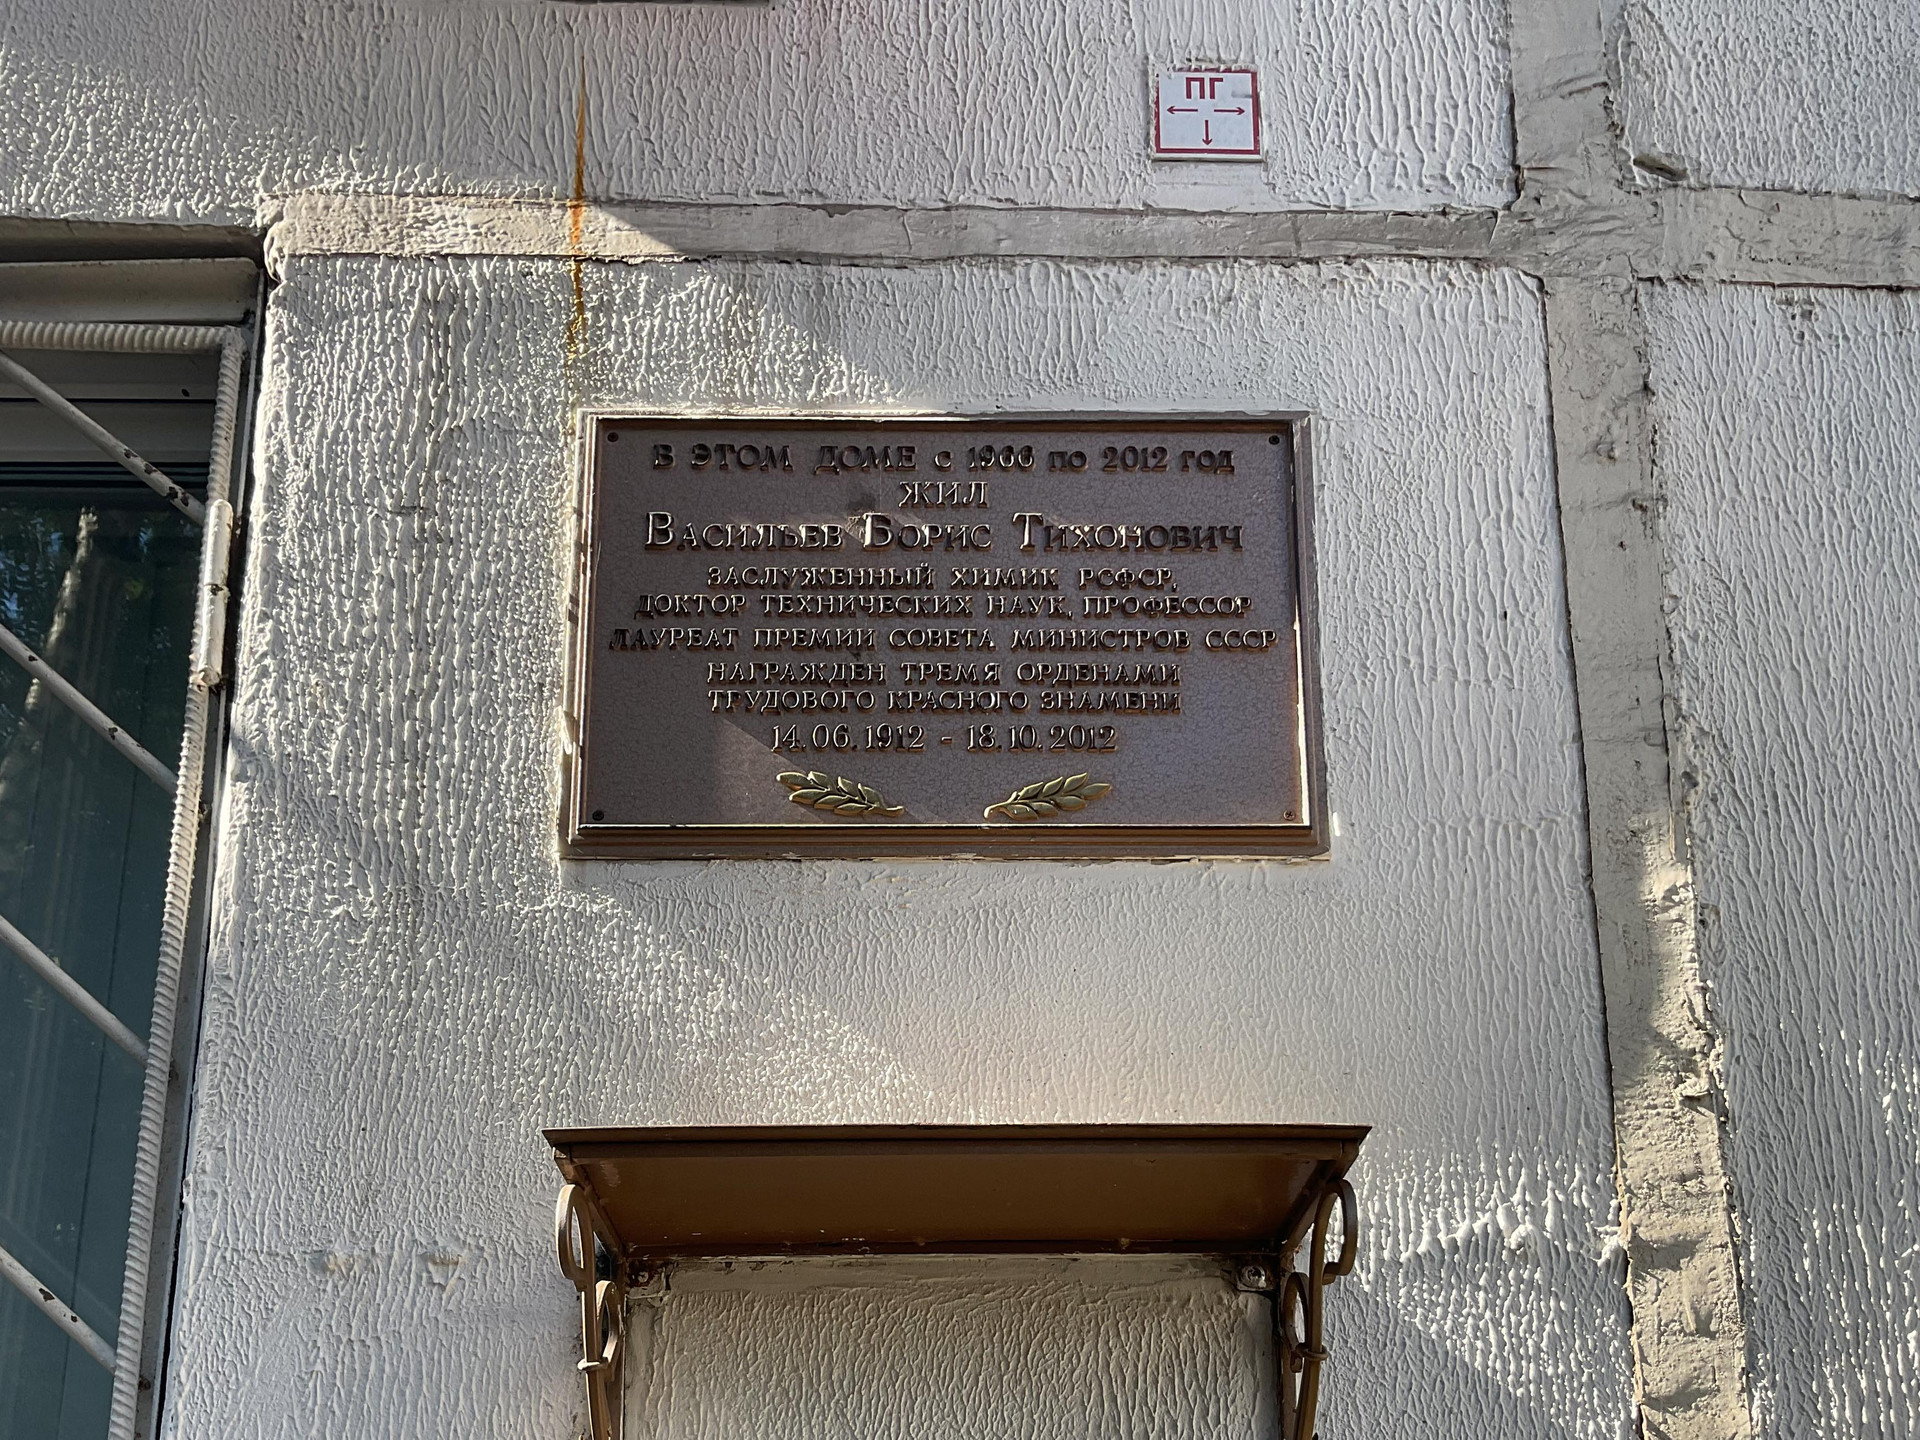 ПГ
В ЭТОМ ДОМЕ с 1966 по 2012 год
ЖИЛ
Васильев Борис Тихонович
ЗАСЛУЖЕННЫЙ ХИМИК РСФСР,
ДОКТОР ТЕХНИЧЕСКИХ НАУК, ПРОФЕССОР
ЛАУРЕАТ ПРЕМИИ СОВЕТА МИНИСТРОВ СССР
НАГРАЖДЕН ТРЕМЯ ОРДЕНАМИ
ТРУДОВОГО КРАСНОГО ЗНАМЕНИ
14.06.1912 - 18.10.2012